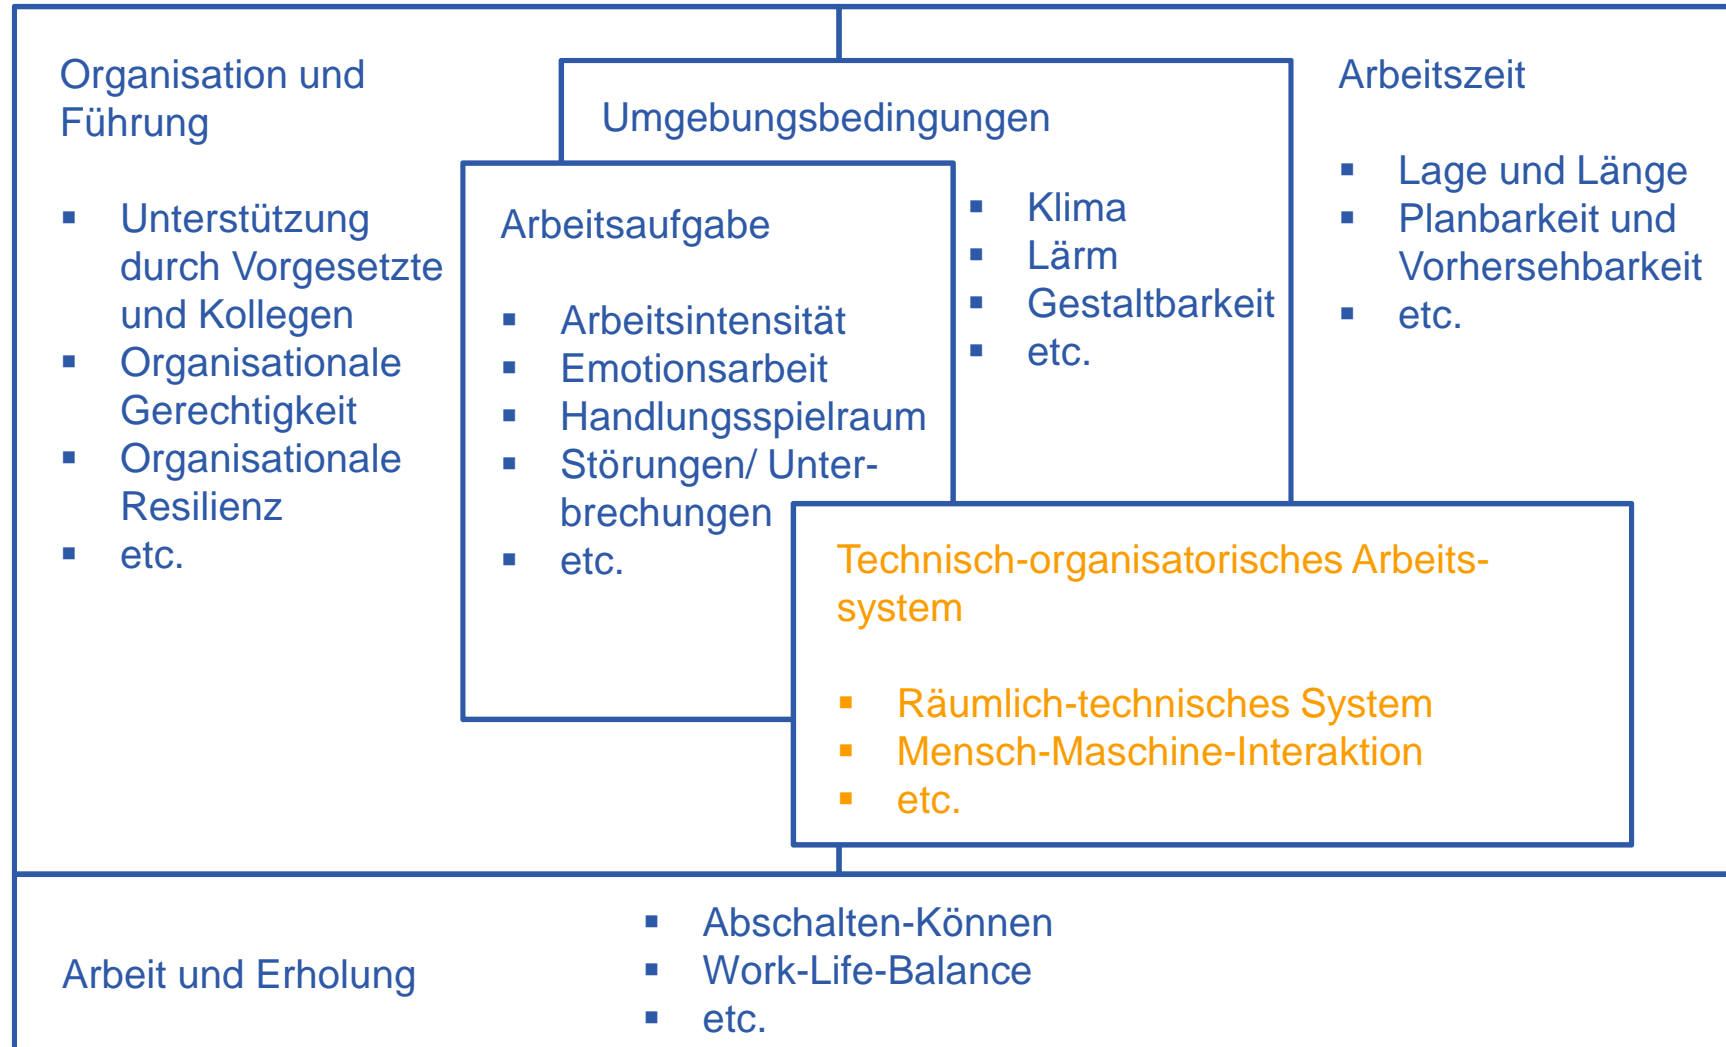 Organisation und
Führung
▪ Unterstützung
durch Vorgesetzte
und Kollegen
▪ Organisationale
Gerechtigkeit
▪ Organisationale
Resilienz
▪ etc.
Umgebungsbedingungen
▪ Klima
▪ Lärm
▪ Gestaltbarkeit
▪ etc.
Arbeitsaufgabe
▪ Arbeitsintensität
▪ Emotionsarbeit
▪ Handlungsspielraum
▪ Störungen/ Unter-
brechungen
▪ etc.
Arbeitszeit
▪ Lage und Länge
▪ Planbarkeit und
Vorhersehbarkeit
▪ etc.
Technisch-organisatorisches Arbeits-
system
▪ Räumlich-technisches System
▪ Mensch-Maschine-Interaktion
▪ etc.
Arbeit und Erholung
▪ Abschalten-Können
▪ Work-Life-Balance
▪ etc.